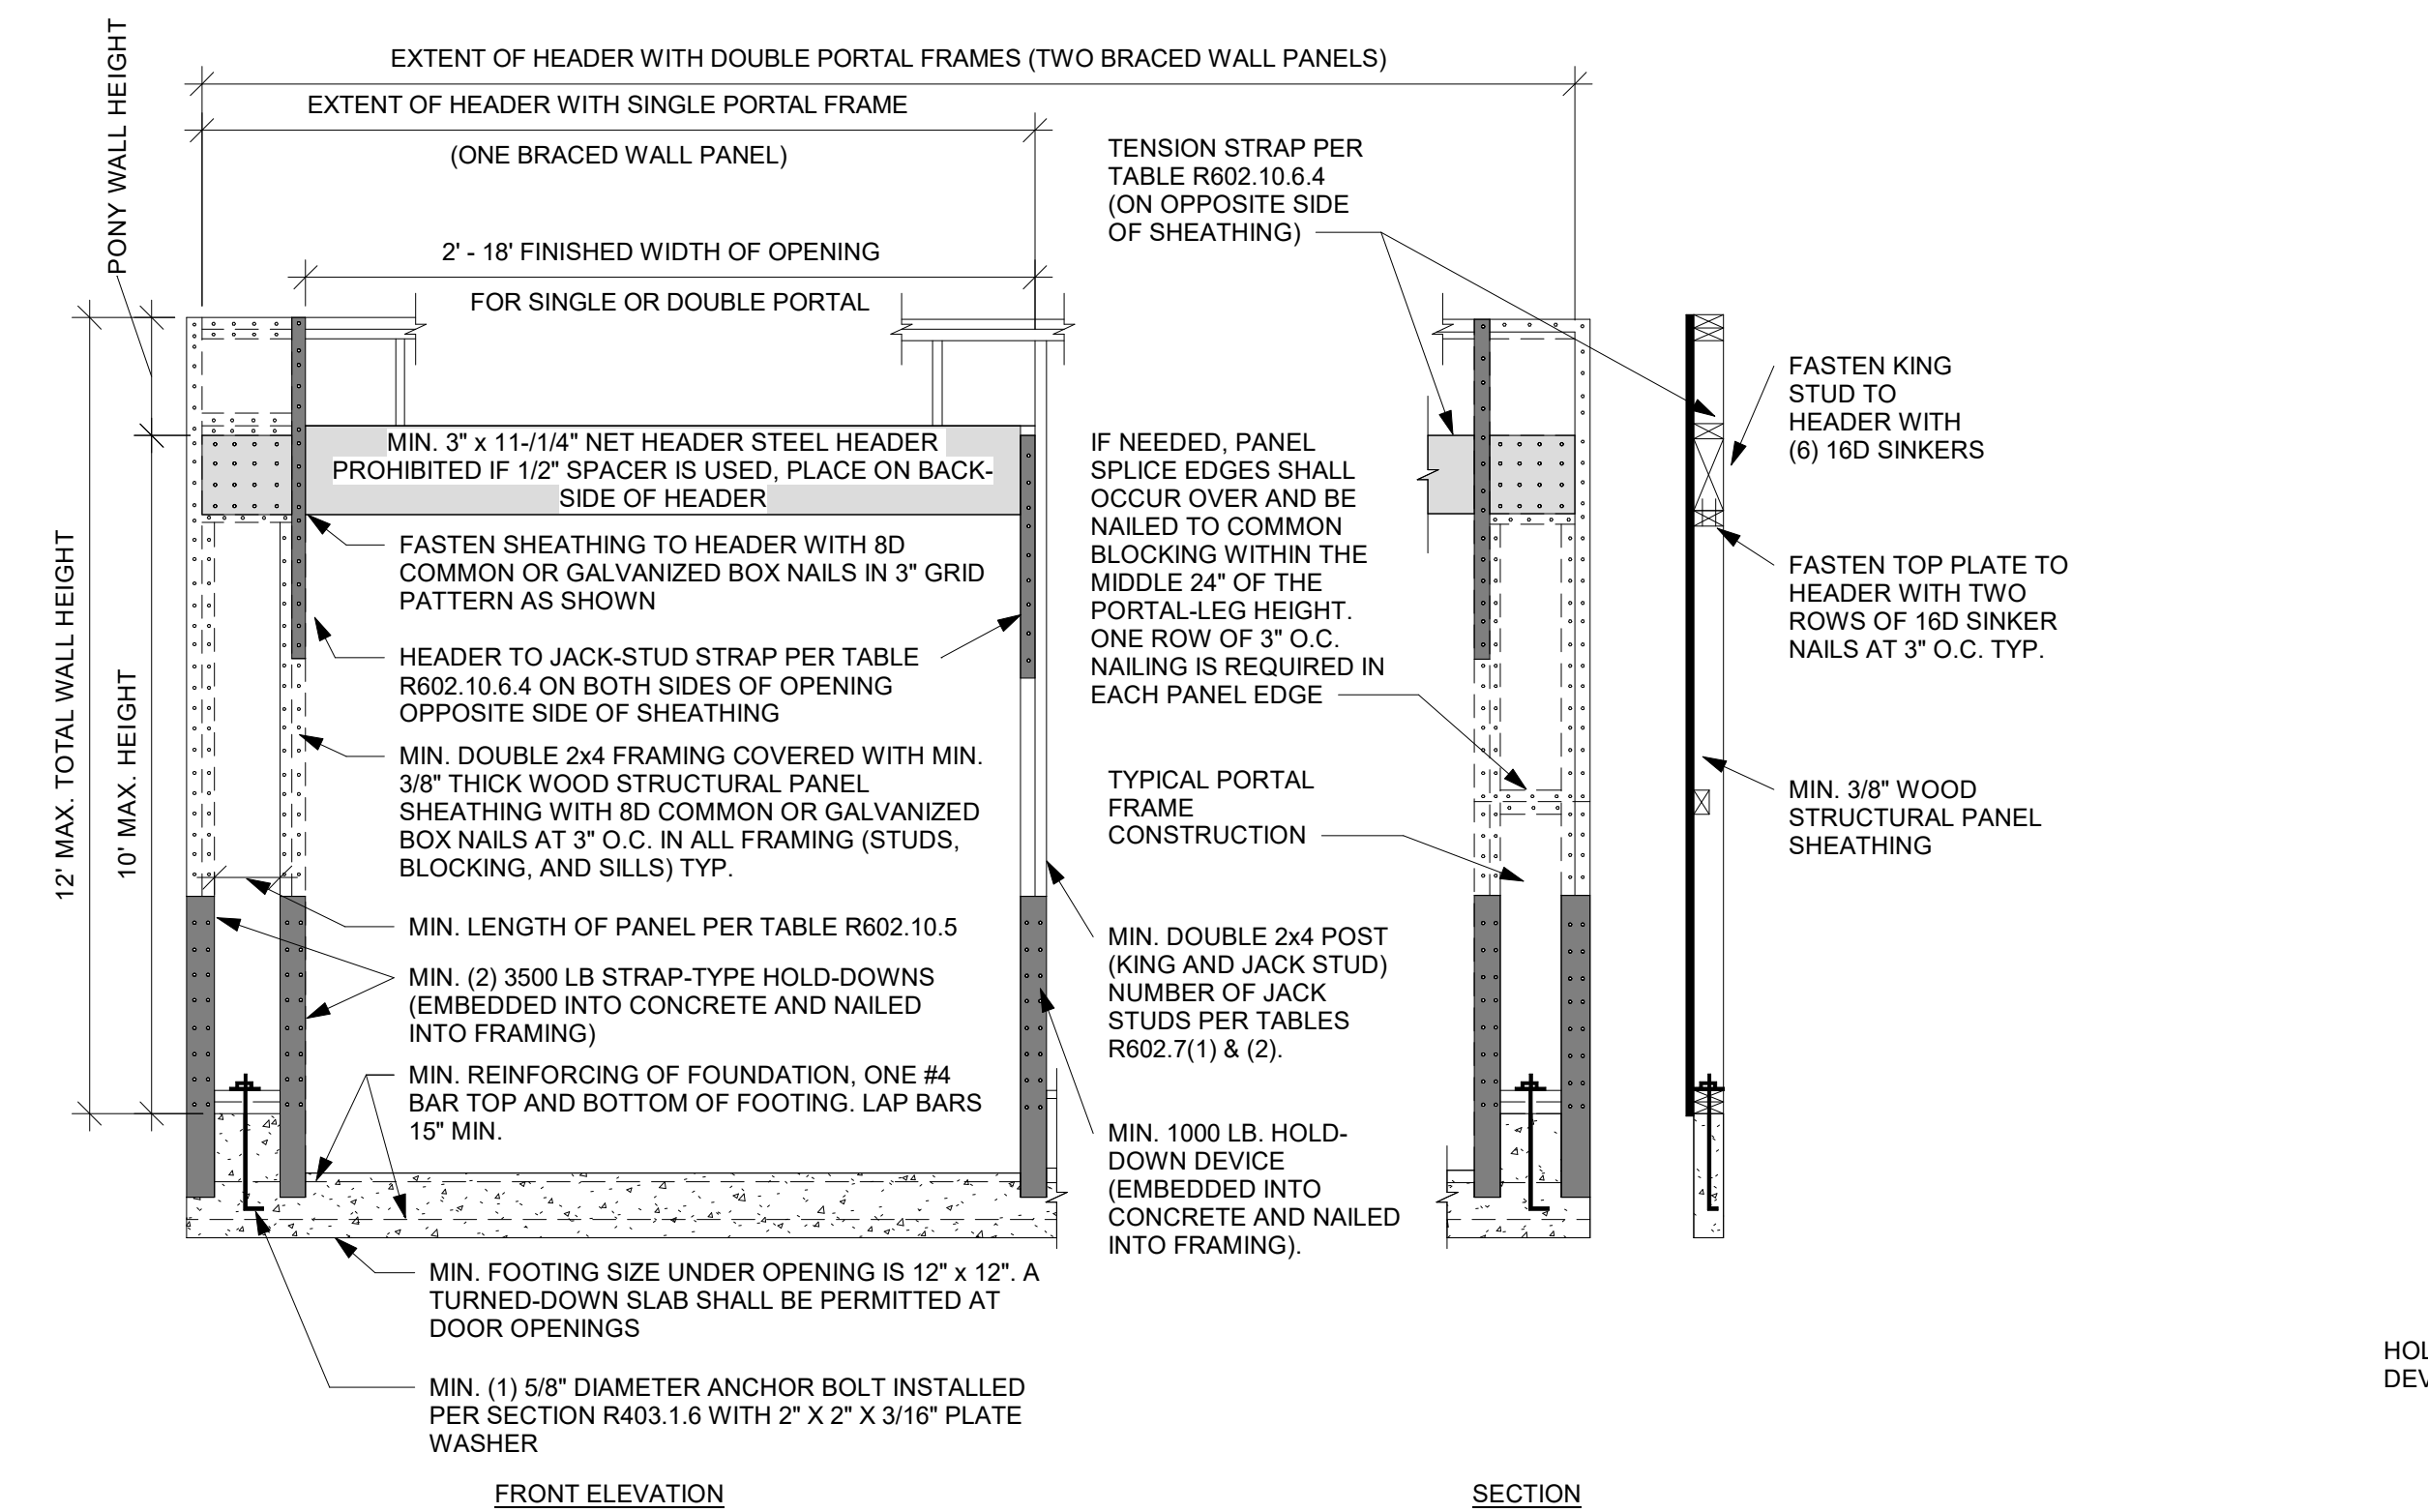 PONY WALL HEIGHT
EXTENT OF HEADER WITH DOUBLE PORTAL FRAMES (TWO BRACED WALL PANELS)
EXTENT OF HEADER WITH SINGLE PORTAL FRAME
(ONE BRACED WALL PANEL)
2' - 18' FINISHED WIDTH OF OPENING
FOR SINGLE OR DOUBLE PORTAL
12' MAX. TOTAL WALL HEIGHT
10' MAX. HEIGHT
MIN. 3" x 11-/1/4" NET HEADER STEEL HEADER
PROHIBITED IF 1/2" SPACER IS USED, PLACE ON BACK-
SIDE OF HEADER
FASTEN SHEATHING TO HEADER WITH 8D
COMMON OR GALVANIZED BOX NAILS IN 3" GRID
PATTERN AS SHOWN
HEADER TO JACK-STUD STRAP PER TABLE
R602.10.6.4 ON BOTH SIDES OF OPENING
OPPOSITE SIDE OF SHEATHING
MIN. DOUBLE 2x4 FRAMING COVERED WITH MIN.
3/8" THICK WOOD STRUCTURAL PANEL
SHEATHING WITH 8D COMMON OR GALVANIZED
BOX NAILS AT 3" O.C. IN ALL FRAMING (STUDS,
BLOCKING, AND SILLS) TYP.
MIN. LENGTH OF PANEL PER TABLE R602.10.5
MIN. (2) 3500 LB STRAP-TYPE HOLD-DOWNS
(EMBEDDED INTO CONCRETE AND NAILED
INTO FRAMING)
MIN. REINFORCING OF FOUNDATION, ONE #4
BAR TOP AND BOTTOM OF FOOTING. LAP BARS
15" MIN.
MIN. FOOTING SIZE UNDER OPENING IS 12" x 12". A
TURNED-DOWN SLAB SHALL BE PERMITTED AT
DOOR OPENINGS
MIN. (1) 5/8" DIAMETER ANCHOR BOLT INSTALLED
PER SECTION R403.1.6 WITH 2" X 2" X 3/16" PLATE
WASHER
FRONT ELEVATION
TENSION STRAP PER
TABLE R602.10.6.4
(ON OPPOSITE SIDE
OF SHEATHING)
IF NEEDED, PANEL
SPLICE EDGES SHALL
OCCUR OVER AND BE
NAILED TO COMMON
BLOCKING WITHIN THE
MIDDLE 24" OF THE
PORTAL-LEG HEIGHT.
ONE ROW OF 3" O.C.
NAILING IS REQUIRED IN
EACH PANEL EDGE
TYPICAL PORTAL
FRAME
CONSTRUCTION
MIN. DOUBLE 2x4 POST
(KING AND JACK STUD)
NUMBER OF JACK
STUDS PER TABLES
R602.7(1) & (2).
MIN. 1000 LB. HOLD-
DOWN DEVICE
(EMBEDDED INTO
CONCRETE AND NAILED
INTO FRAMING).
FASTEN KING
STUD TO
HEADER WITH
(6) 16D SINKERS
FASTEN TOP PLATE TO
HEADER WITH TWO
ROWS OF 16D SINKER
NAILS AT 3" O.C. TYP.
MIN. 3/8" WOOD
STRUCTURAL PANEL
SHEATHING
SECTION